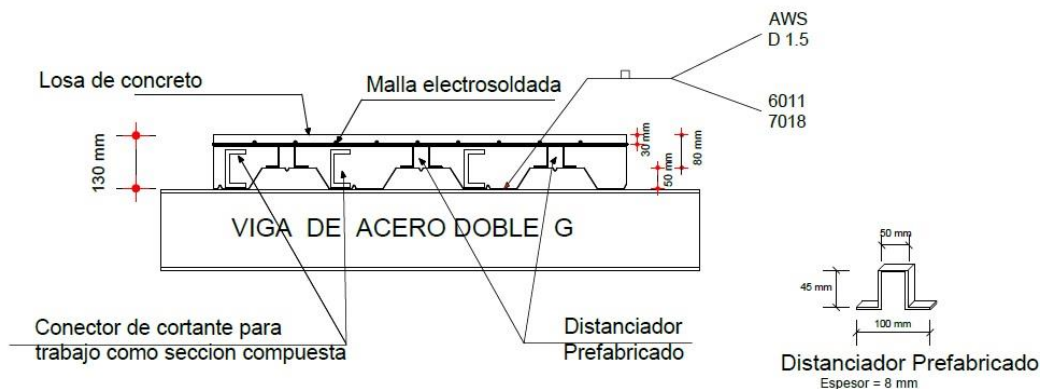 AWS
D 1.5
Losa de concreto
Malla electrosoldada
6011
7018
130 mm
30 mm
80 mm
50 mm
VIGA DE ACERO DOBLE G
50 mm
45 mm
100 mm
Conector de cortante para
trabajo como seccion compuesta
Distanciador
Prefabricado
Distanciador Prefabricado
Espesor = 8 mm